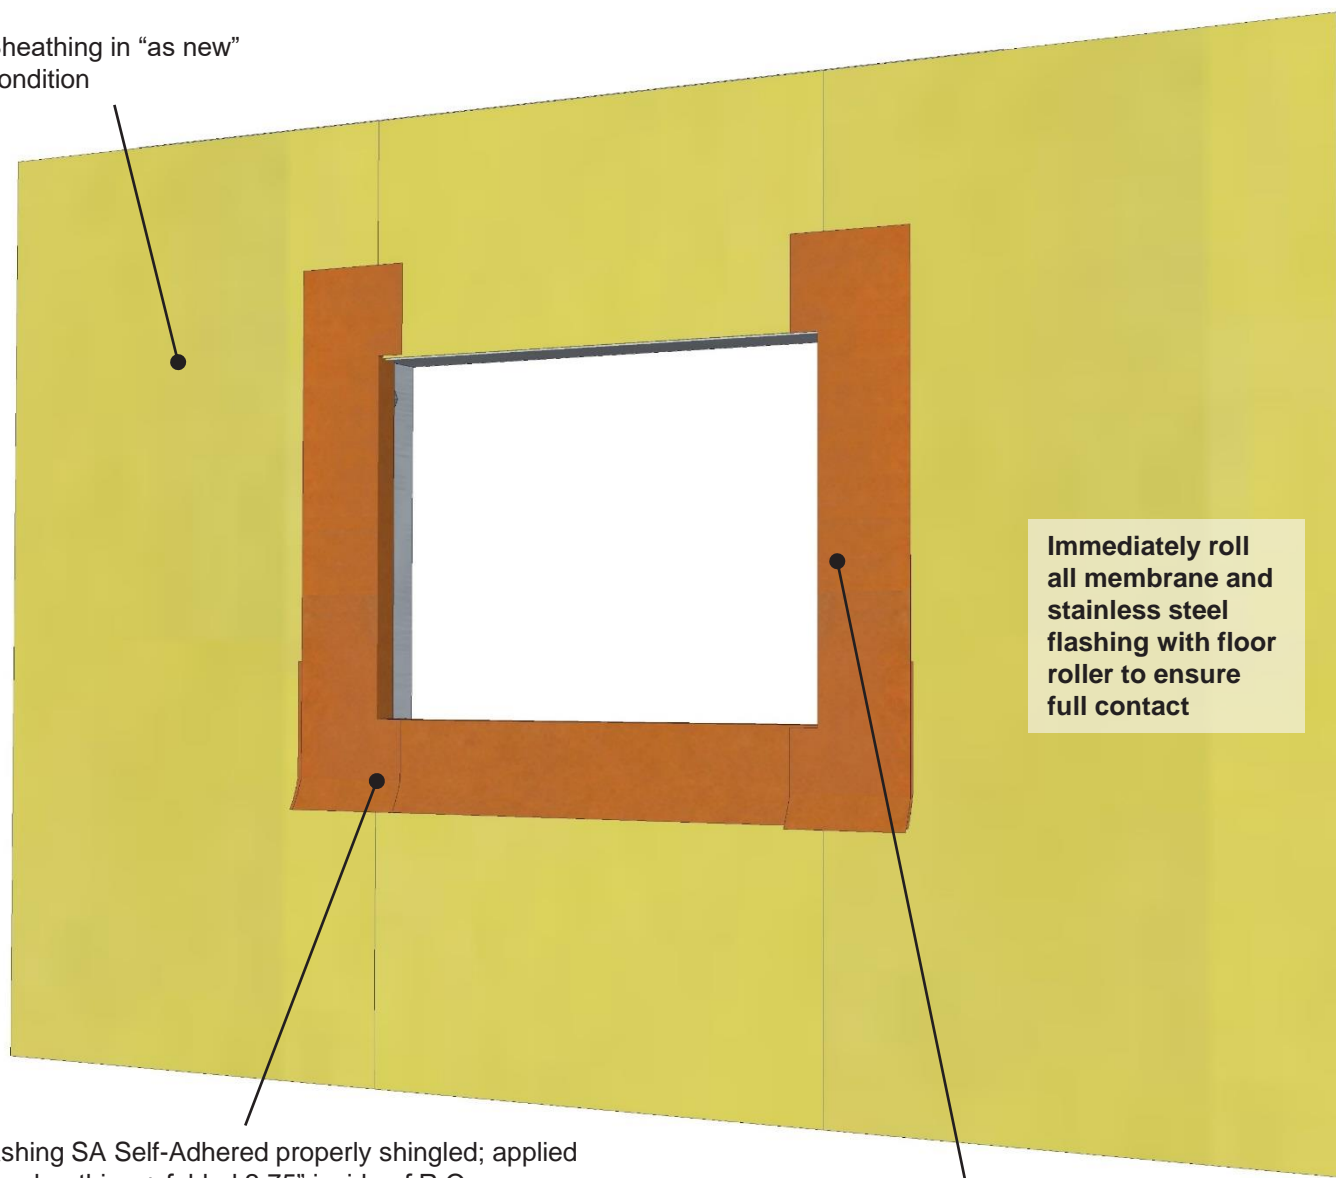 heathing in “as new”
ondition
Immediately roll
all membrane and
stainless steel
flashing with floor
roller to ensure
full contact
shing SA Self-Adhered properly shingled; applied